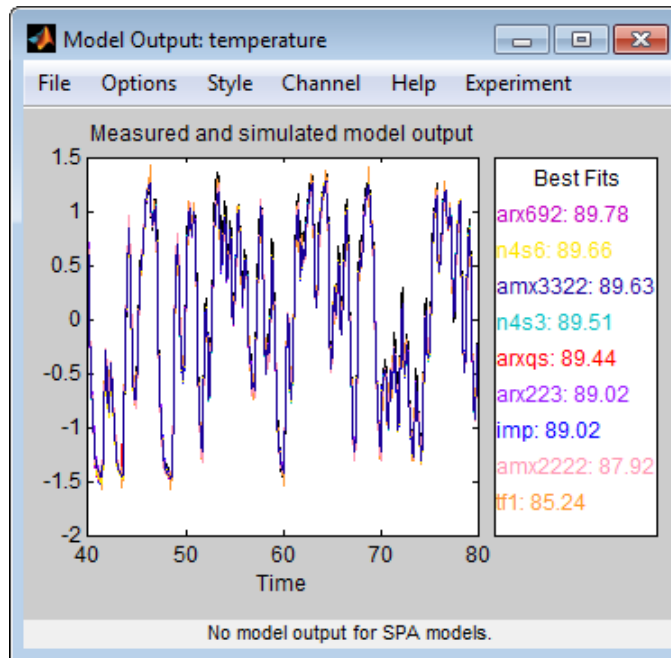 Model Output: temperature
File Options Style Channel Help Experiment
Measured and simulated model output
1.5
1
0.5
0
-0.5
-1
-1.5
-2
40 50 60 70 80
Time
Best Fits
arx692: 89.78
n4s6: 89.66
amx3322: 89.63
n4s3: 89.51
arxqs: 89.44
arx223: 89.02
imp: 89.02
amx2222: 87.92
tf1: 85.24
No model output for SPA models.